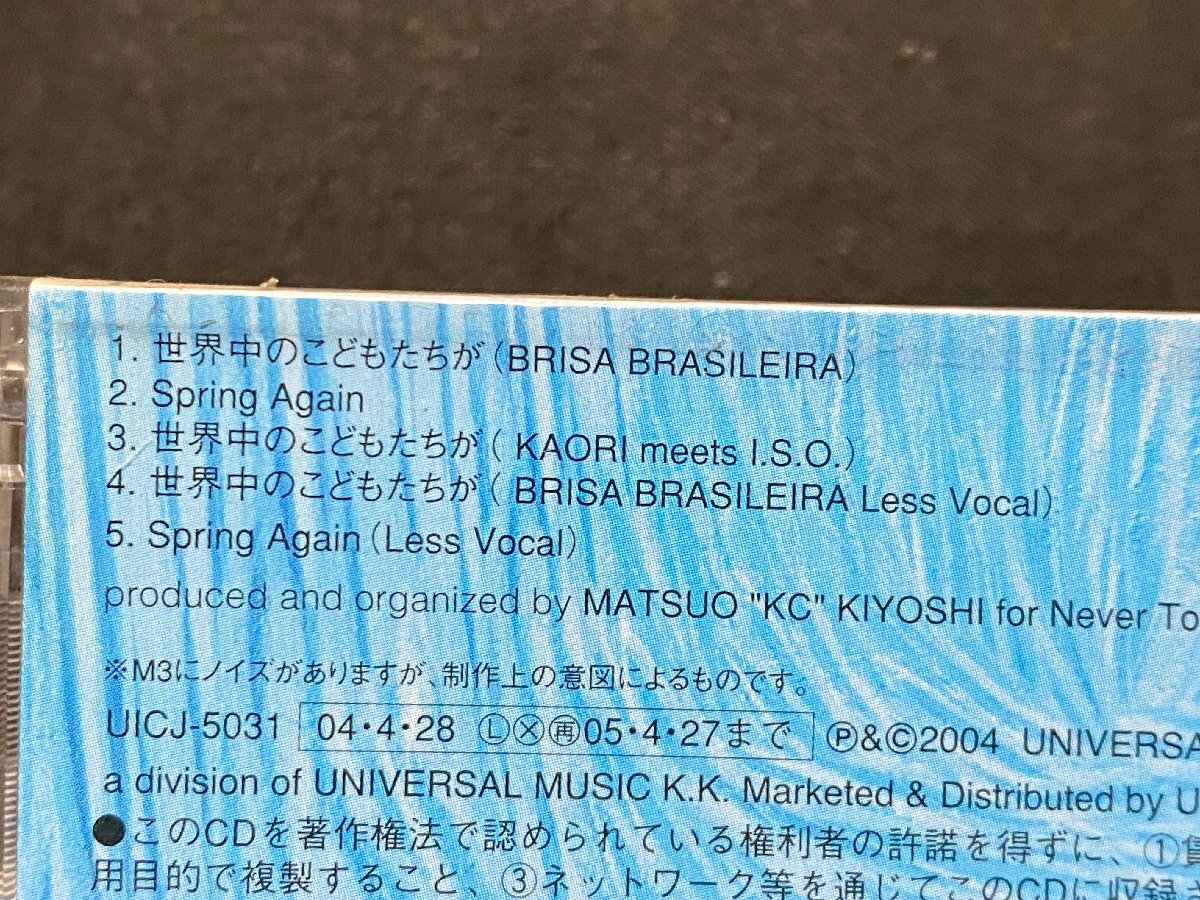 1. 世界中のこどもたちが(BRISA BRASILEIRA)
2. Spring Again
3. 世界中のこどもたちが( KAORI meets I.S.O.)
4. 世界中のこどもたちが( BRISA BRASILEIRA Less Vocal)
5. Spring Again(Less Vocal)
produced and organized by MATSUO "KC" KIYOSHI for Never To
※M3にノイズがありますが、制作上の意図によるものです。
UICJ-5031 04・4・28 Ⓛ〶㊢05・4・27まで Ⓟ&©2004 UNIVERSA
a division of UNIVERSAL MUSIC K.K. Marketed & Distributed by U
●このCDを著作権法で認められている権利者の許諾を得ずに、①賃
用目的で複製すること、③ネットワーク等を通じてこのCDに収録さ